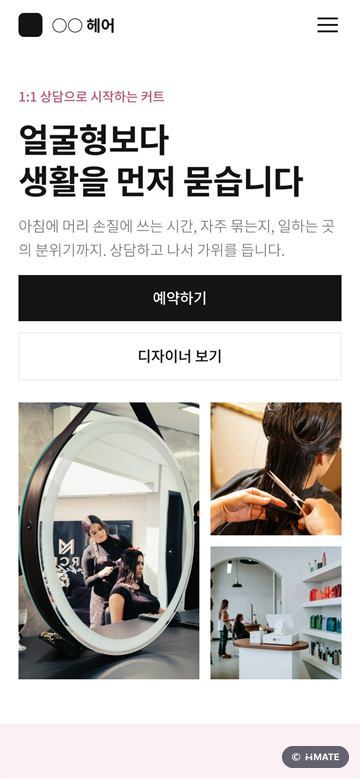 ○○ 헤어
1:1 상담으로 시작하는 커트
얼굴형보다
생활을 먼저 묻습니다
아침에 머리 손질에 쓰는 시간, 자주 묶는지, 일하는 곳
의 분위기까지. 상담하고 나서 가위를 듭니다.
예약하기
디자이너 보기
© HMATE